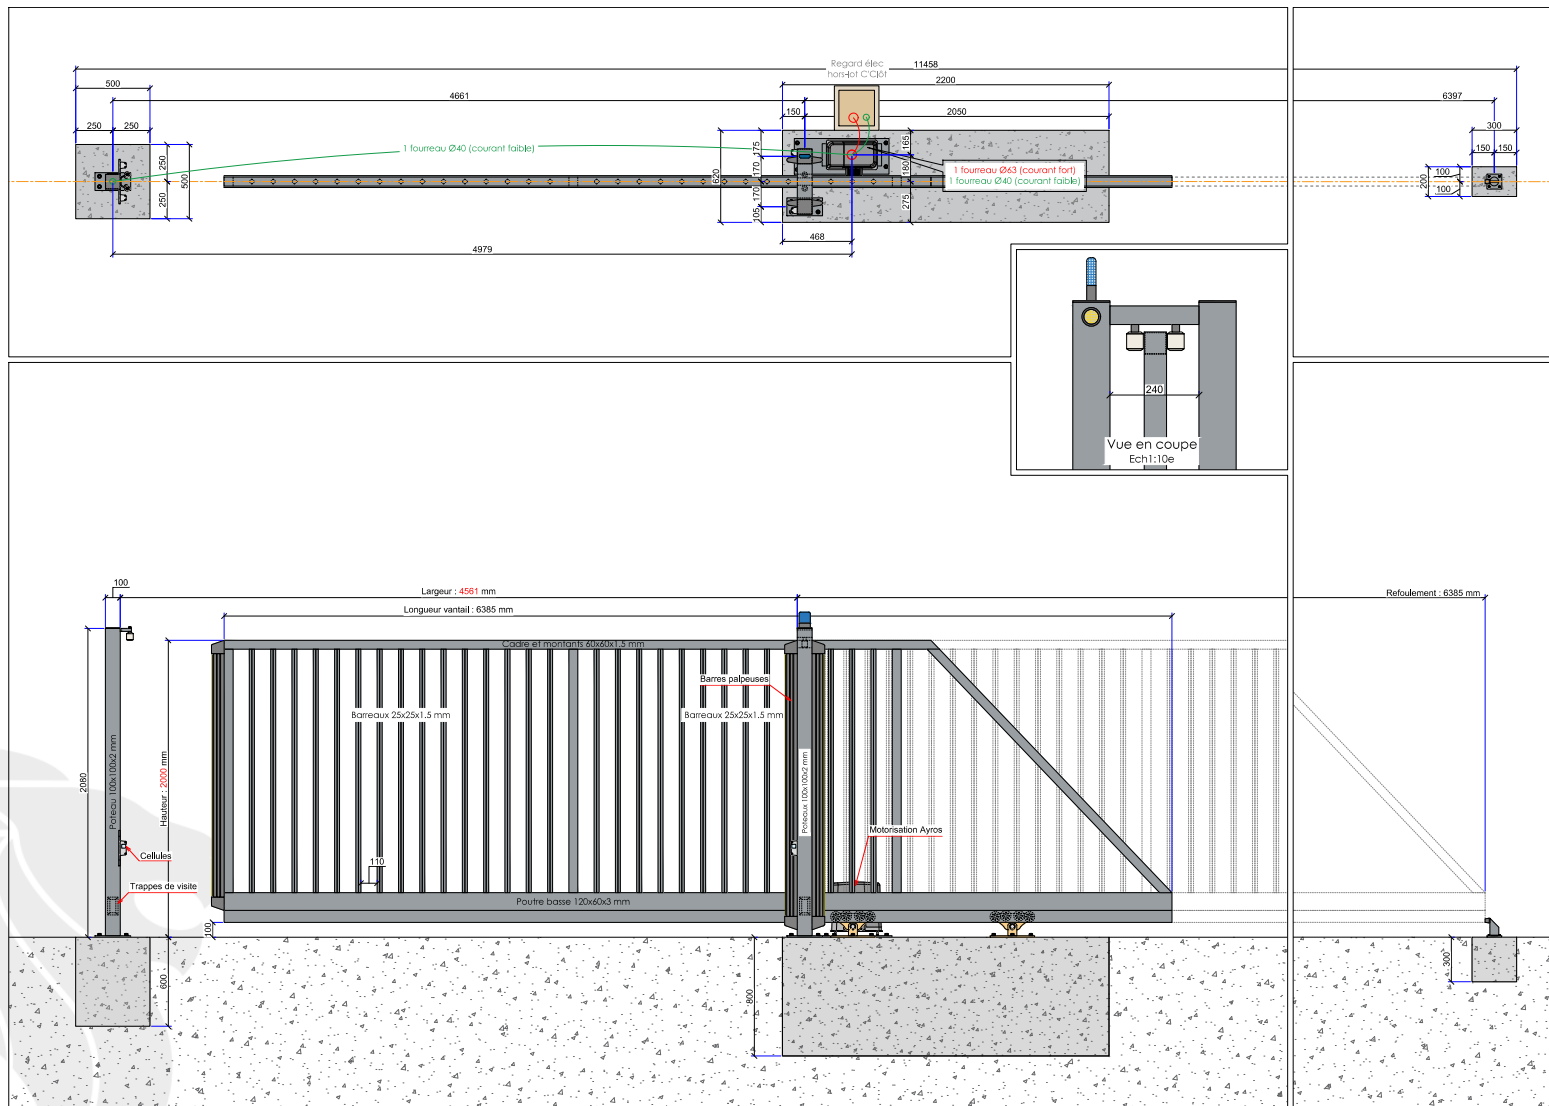 11458
Regard élec
hors-lot C'Clôt
500
2200
4661
6397
150
2050
250
250
300
150
150
1 fourreau Ø40 (courant faible)
250
250
500
620
175
170
170
105
165
180
275
1 fourreau Ø63 (courant fort)
1 fourreau Ø40 (courant faible)
200
100
100
468
4979
240
Vue en coupe
Ech1:10e
100
Largeur : 4561 mm
Refoulement : 6385 mm
Longueur vantail : 6385 mm
Cadre et montants 60x60x1.5 mm
Barres palpeuses
Barreaux 25x25x1.5 mm
Barreaux 25x25x1.5 mm
2080
Poteau 100x100x2 mm
Hauteur : 2000 mm
Poteaux 100x100x2 mm
Motorisation Ayros
Cellules
110
Trappes de visite
Poutre basse 120x60x3 mm
100
600
800
300